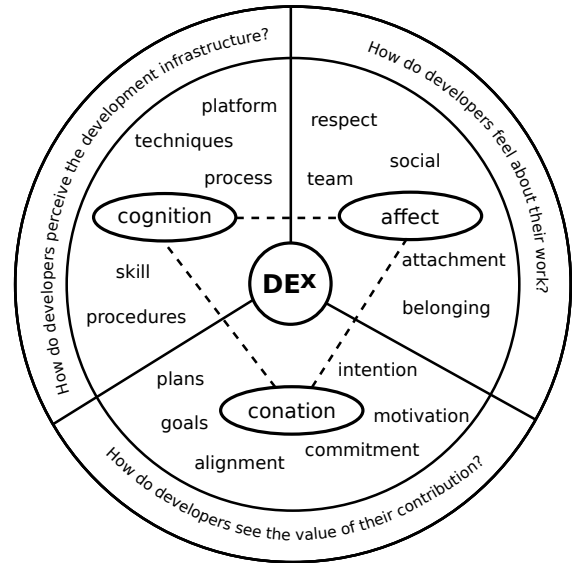 How do developers perceive the development infrastructure?
platform
techniques
process
cognition
skill
procedures
How do developers feel about their work?
respect
social
team
affect
attachment
belonging
DEx
How do developers see the value of their contribution?
plans
goals
alignment
conation
intention
motivation
commitment